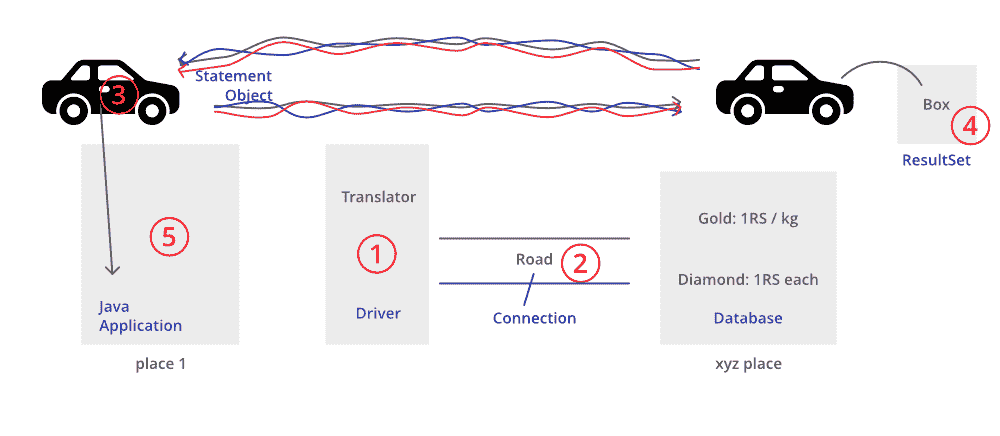 Statement
Object
3
Box
4
ResultSet
Translator
Gold: 1RS / kg
5
1
Road
2
Diamond: 1RS each
Java
Application
Driver
Connection
Database
place 1
xyz place